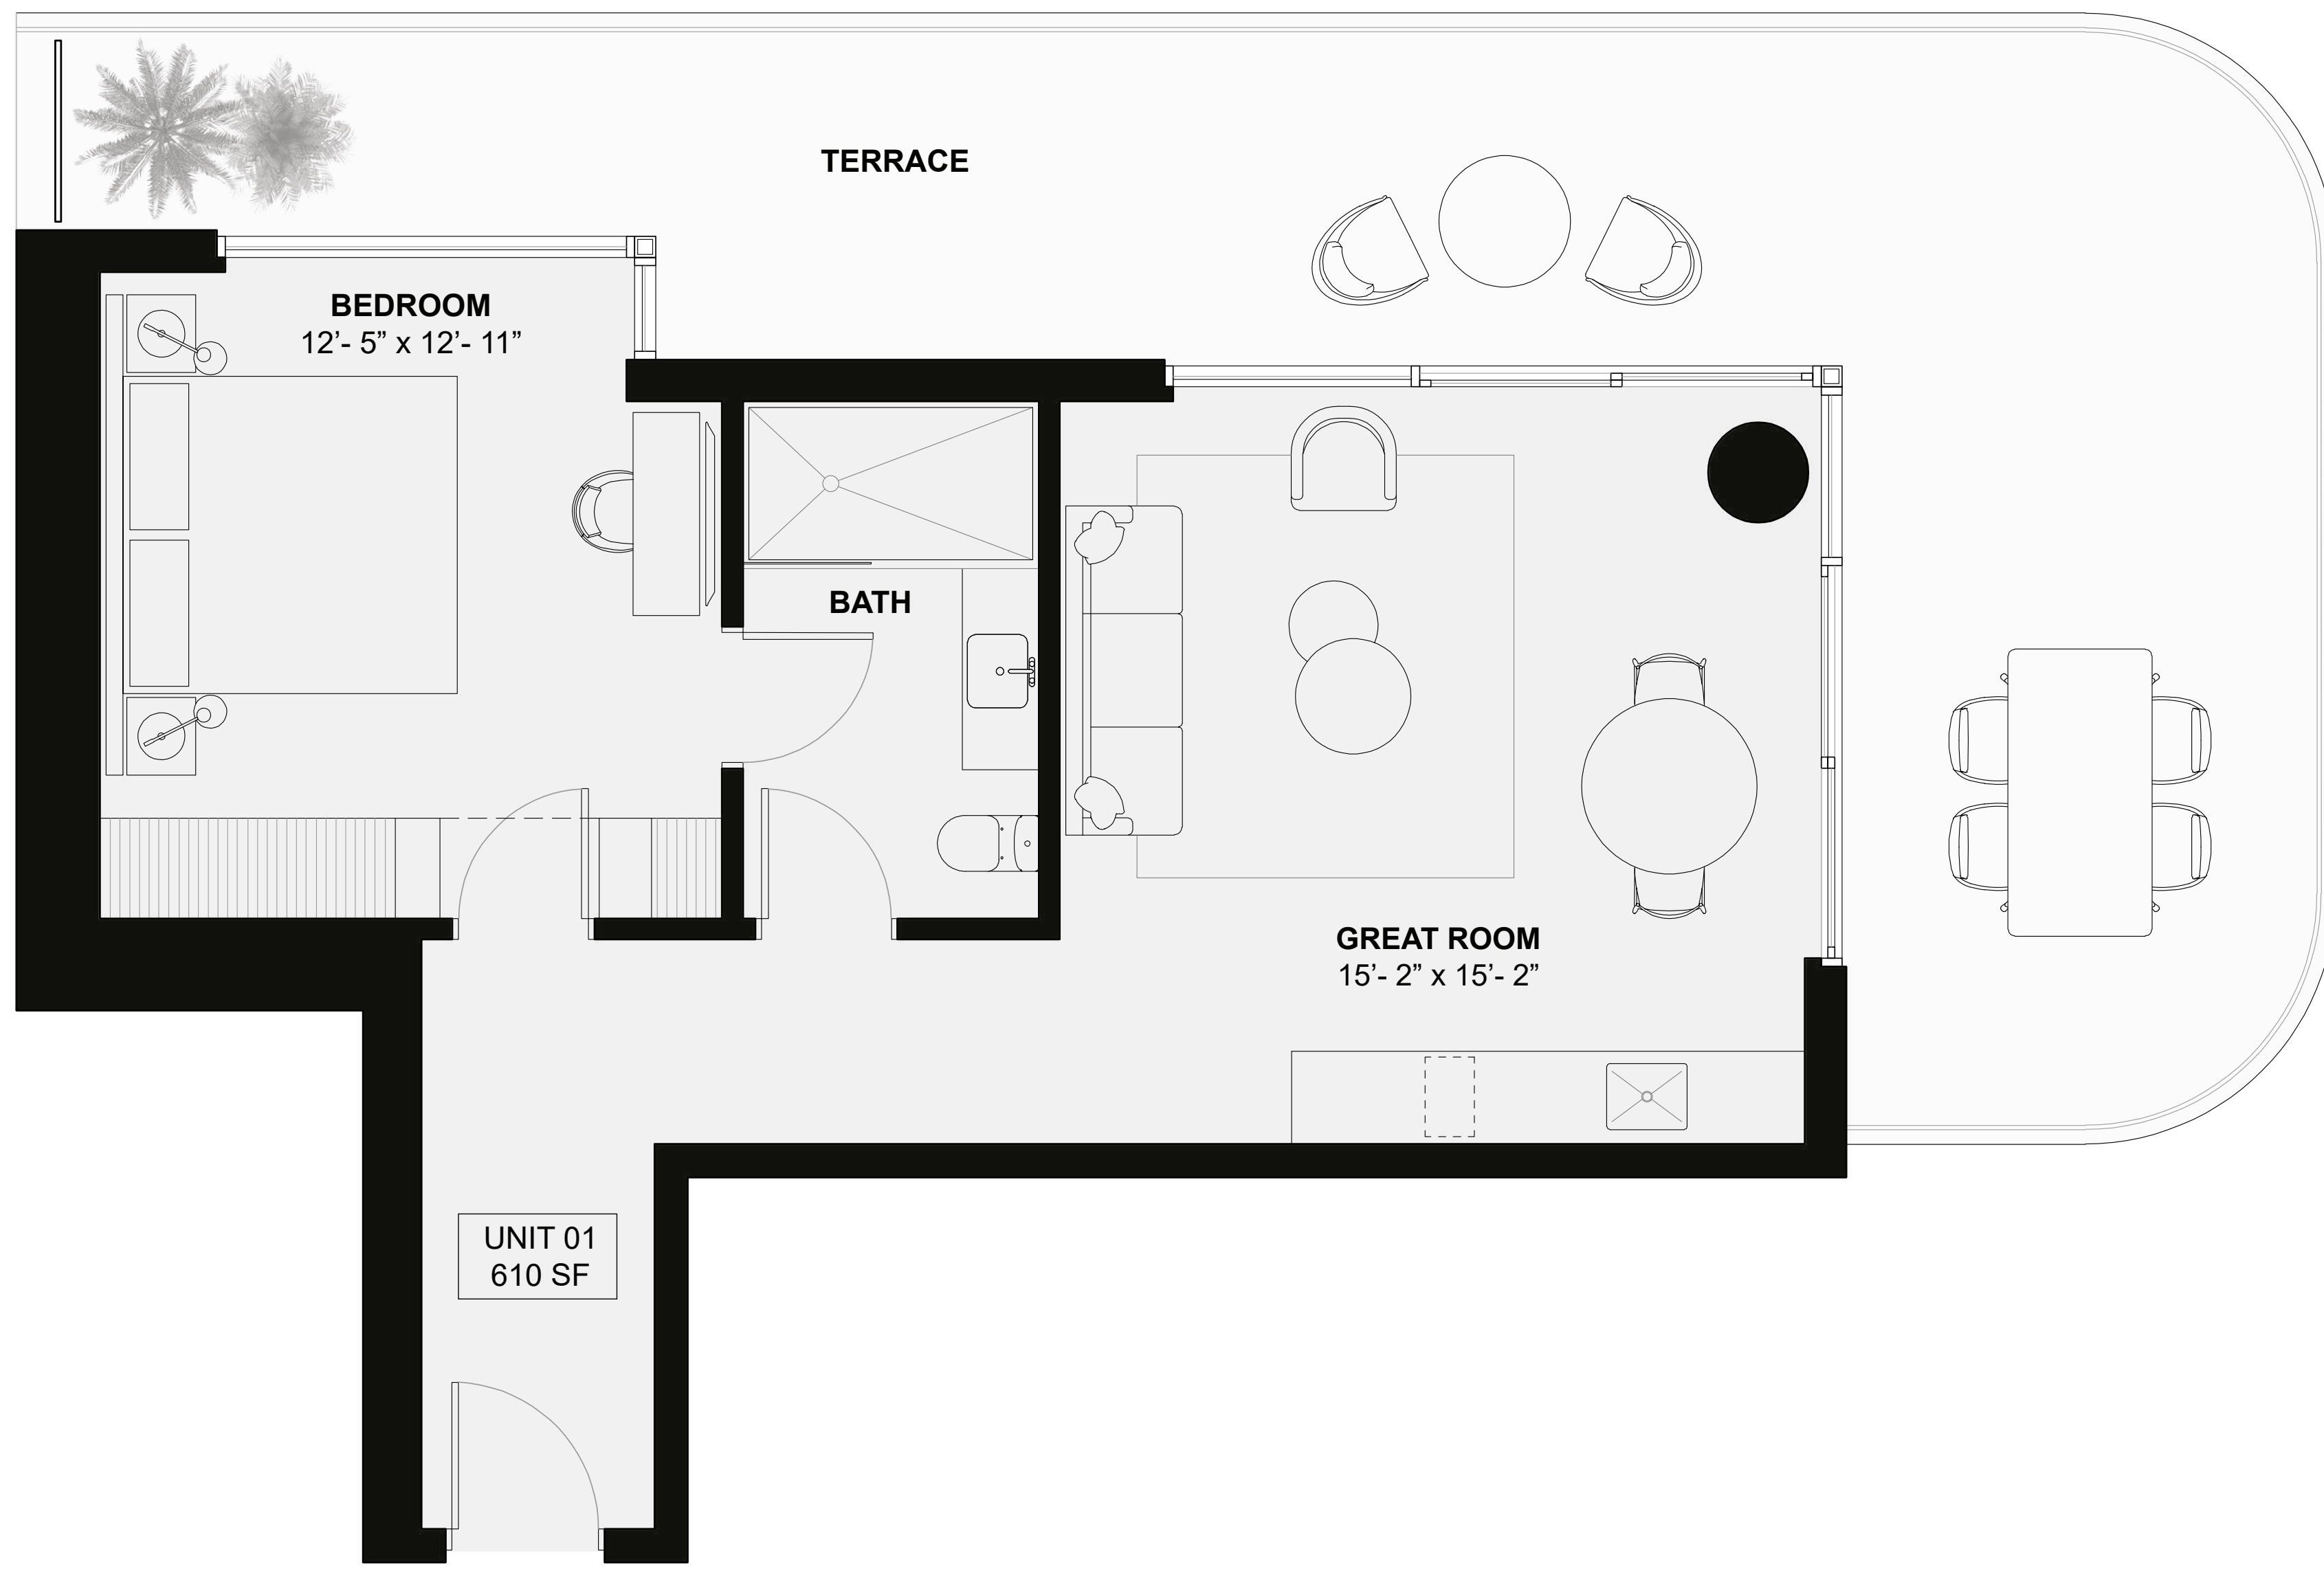 TERRACE
BEDROOM
12’- 5” x 12’- 11”
BATH
GREAT ROOM
15’- 2” x 15’- 2”
UNIT 01
610 SF